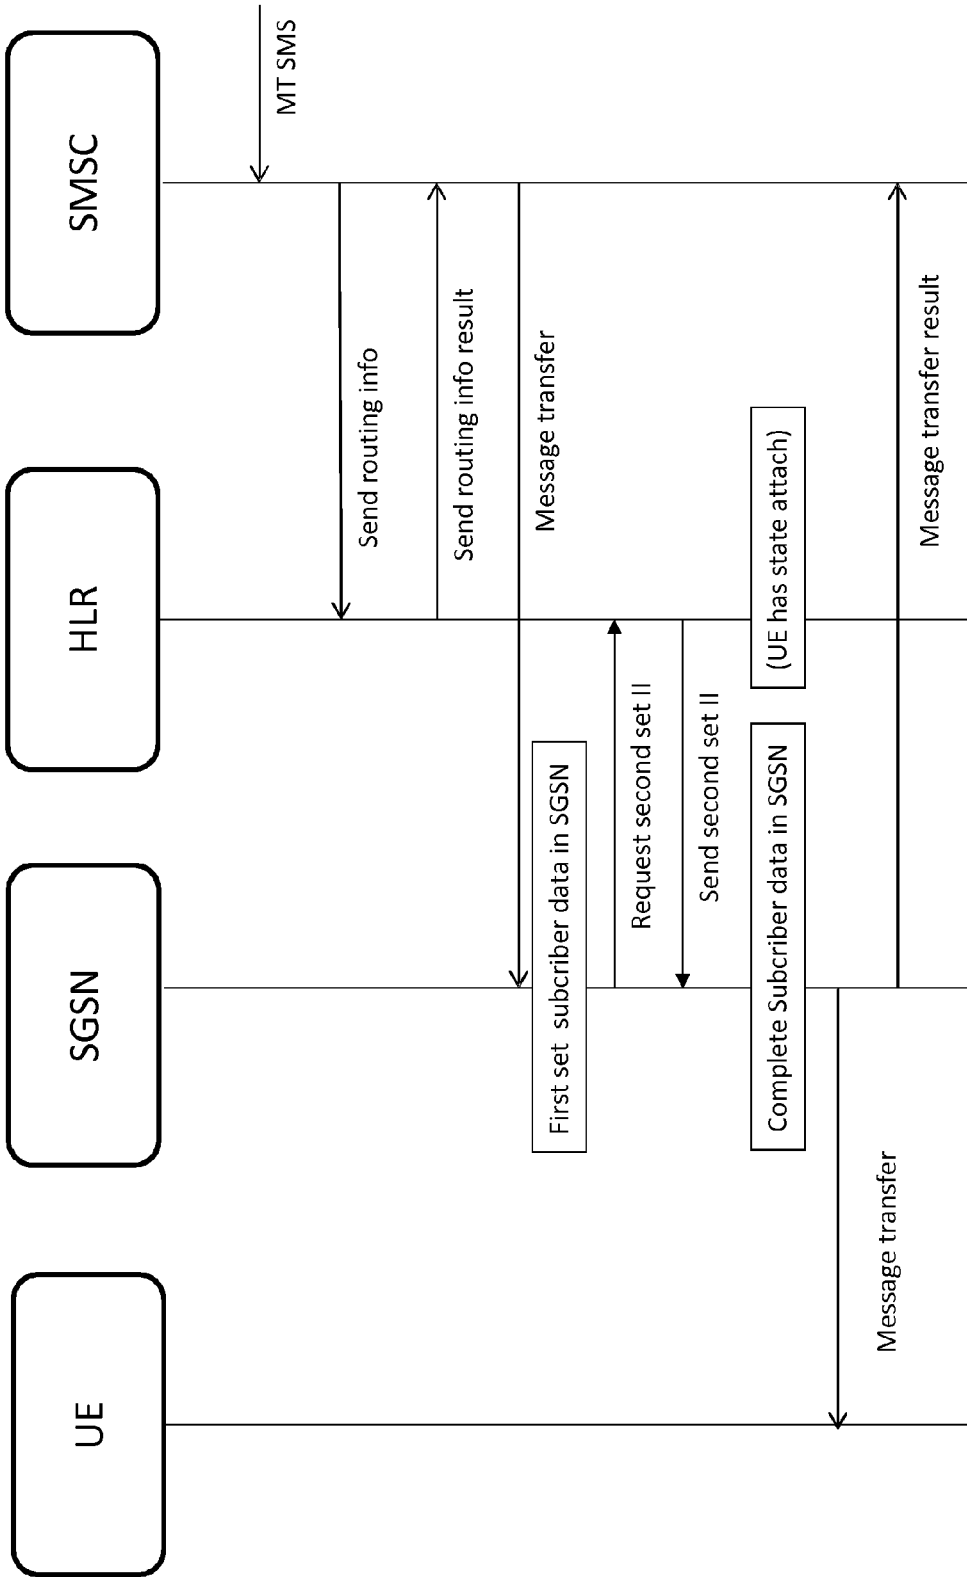 UE
SGSN
HLR
SMSC
MT SMS
Send routing info
Send routing info result
Message transfer
First set subcriber data in SGSN
Request second set II
Send second set II
Complete Subcriber data in SGSN
(UE has state attach)
Message transfer
Message transfer result